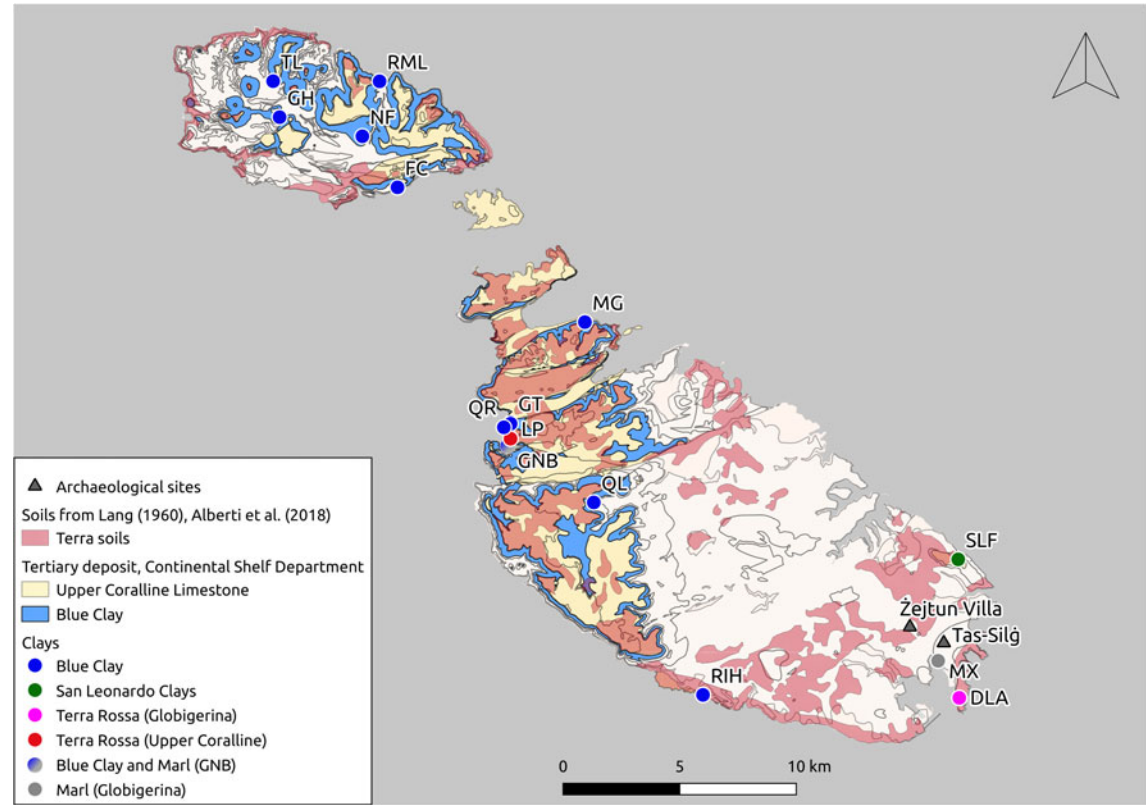 TL
RML
GH
NF
FC
MG
QR
GT
LP
GNB
QL
SLF
Żejtun Villa
Tas-Silġ
MX
DLA
RIH
Archaeological sites
Soils from Lang (1960), Alberti et al. (2018)
Terra soils
Tertiary deposit, Continental Shelf Department
Upper Coralline Limestone
Blue Clay
Clays
Blue Clay
San Leonardo Clays
Terra Rossa (Globigerina)
Terra Rossa (Upper Coralline)
Blue Clay and Marl (GNB)
Marl (Globigerina)
0 5 10 km